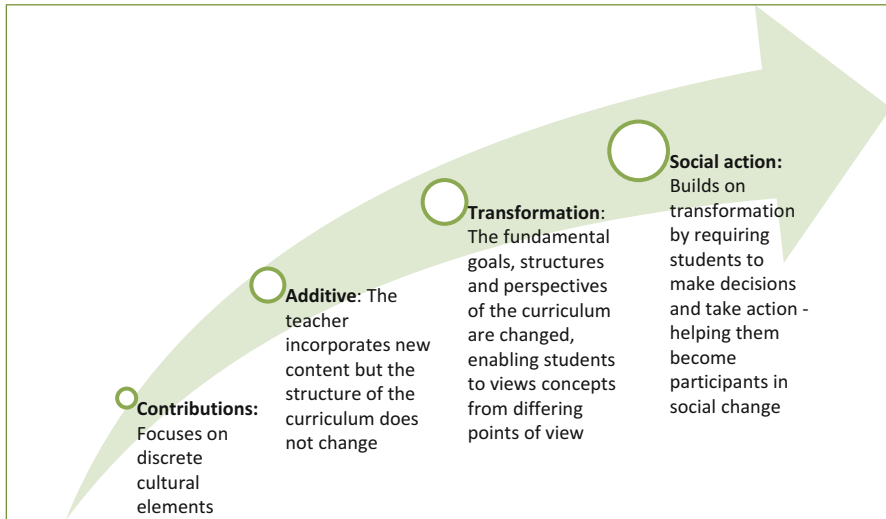 Contributions:
Focuses on
discrete
cultural
elements
Additive: The
teacher
incorporates new
content but the
structure of the
curriculum does
not change
Transformation:
The fundamental
goals, structures
and perspectives
of the curriculum
are changed,
enabling students
to views concepts
from differing
points of view
Social action:
Builds on
transformation
by requiring
students to
make decisions
and take action -
helping them
become
participants in
social change